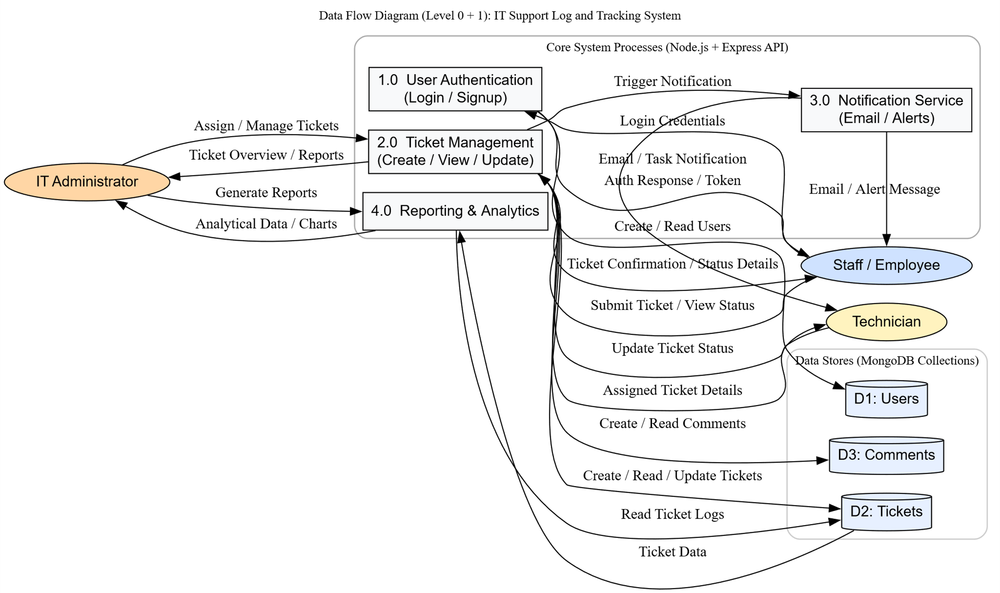 Data Flow Diagram (Level 0 + 1): IT Support Log and Tracking System
Core System Processes (Node.js + Express API)
1.0  User Authentication
(Login / Signup)
Trigger Notification
3.0  Notification Service
(Email / Alerts)
Login Credentials
Assign / Manage Tickets
2.0  Ticket Management
(Create / View / Update)
Ticket Overview / Reports
Email / Task Notification
Auth Response / Token
Email / Alert Message
IT Administrator
Generate Reports
4.0  Reporting & Analytics
Analytical Data / Charts
Create / Read Users
Ticket Confirmation / Status Details
Staff / Employee
Submit Ticket / View Status
Technician
Update Ticket Status
Data Stores (MongoDB Collections)
Assigned Ticket Details
D1: Users
Create / Read Comments
D3: Comments
Create / Read / Update Tickets
D2: Tickets
Read Ticket Logs
Ticket Data